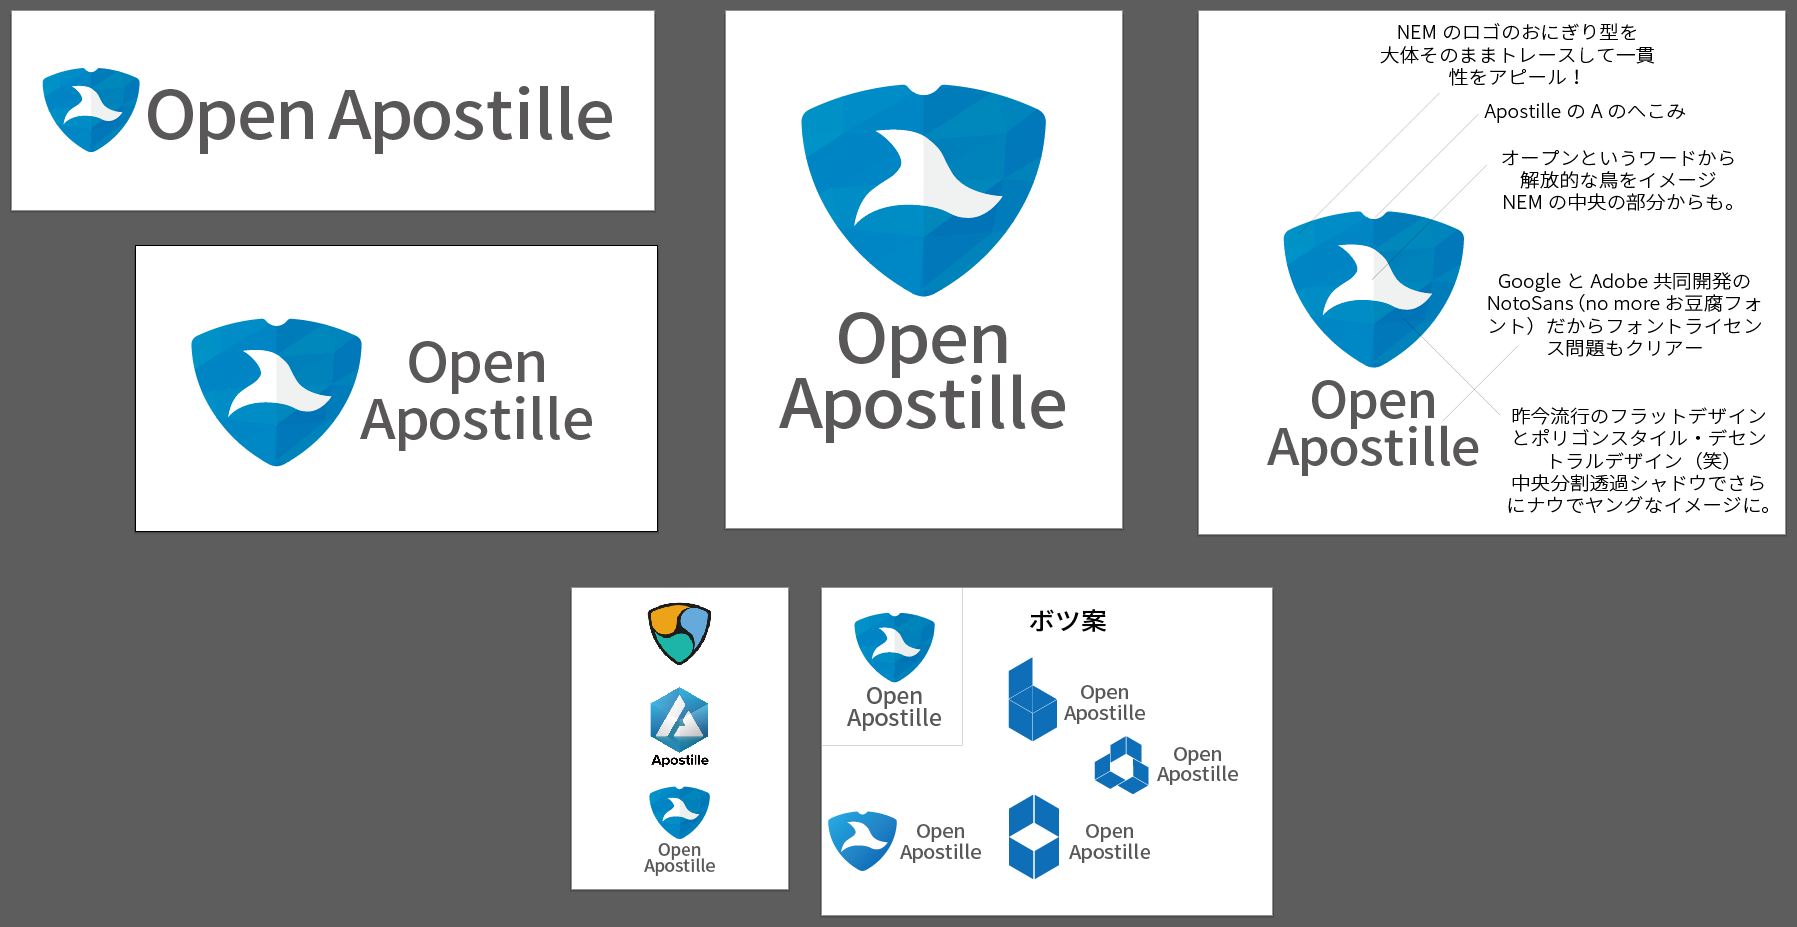 Open Apostille
Open
Apostille
Open
Apostille
NEM のロゴのおにぎり型を
大体そのままトレースして一貫
性をアピール！
Apostille の A のへこみ
オープンというワードから
解放的な鳥をイメージ
NEM の中央の部分からも。
Google と Adobe 共同開発の
NotoSans (no more お豆腐フォ
ント）だからフォントライセン
ス問題もクリアー
昨今流行のフラットデザイン
とポリゴンスタイル・デセン
トラルデザイン（笑）
中央分割透過シャドウでさら
にナウでヤングなイメージに。
Open
Apostille
Apostille
Open
Apostille
Open
Apostille
ボツ案
Open
Apostille
Open
Apostille
Open
Apostille
Open
Apostille